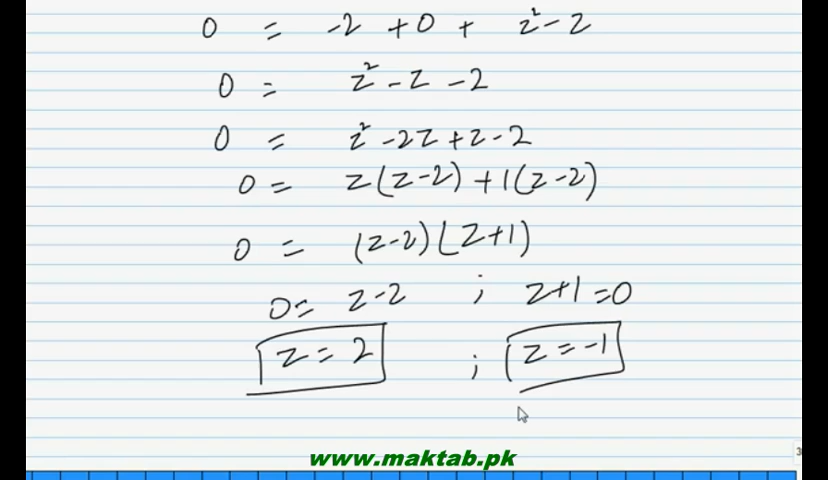 0 = -2 + 0 + z² - z
0 = z² - z - 2
0 = z² - 2z + z - 2
0 = z(z-2) + 1(z-2)
0 = (z-2)(z+1)
0 = z-2 ; z+1 = 0
z = 2 ; z = -1
www.maktab.pk
3